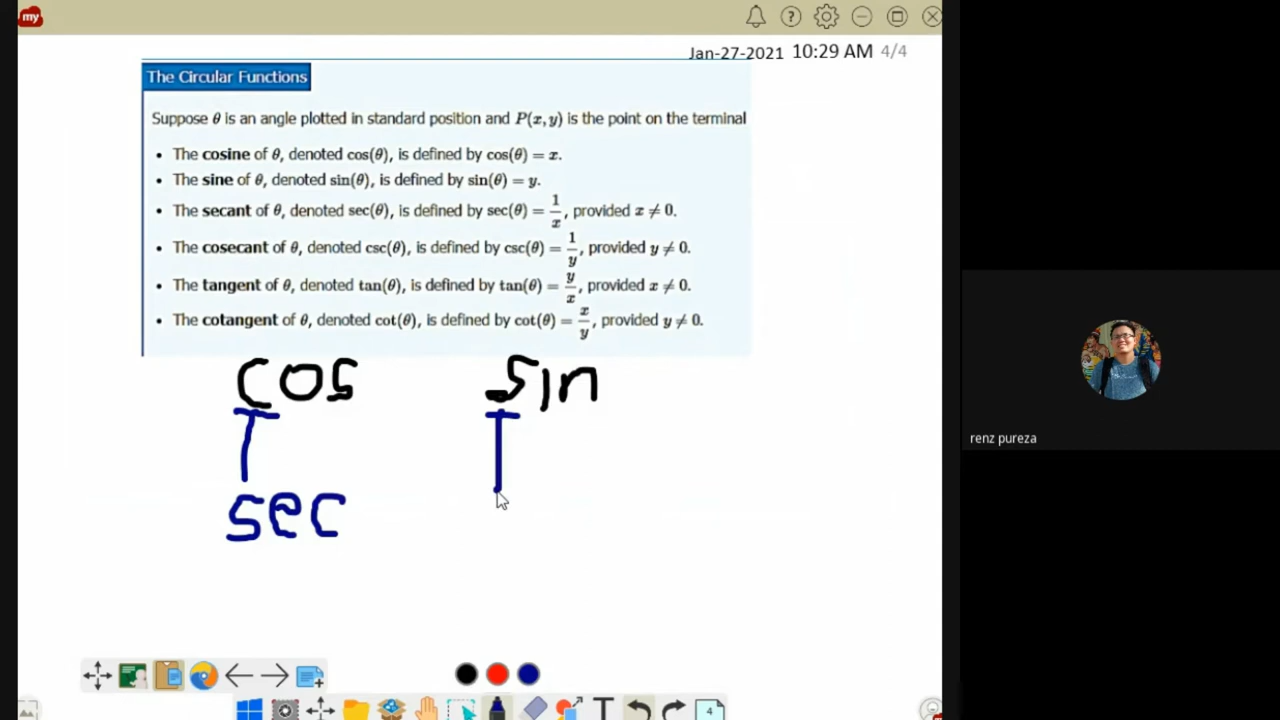 my
Jan-27-2021 10:29 AM 4/4
The Circular Functions
Suppose θ is an angle plotted in standard position and P(x, y) is the point on the terminal
• The cosine of θ, denoted cos(θ), is defined by cos(θ) = x.
• The sine of θ, denoted sin(θ), is defined by sin(θ) = y.
• The secant of θ, denoted sec(θ), is defined by sec(θ) = 1/x, provided x ≠ 0.
• The cosecant of θ, denoted csc(θ), is defined by csc(θ) = 1/y, provided y ≠ 0.
• The tangent of θ, denoted tan(θ), is defined by tan(θ) = y/x, provided x ≠ 0.
• The cotangent of θ, denoted cot(θ), is defined by cot(θ) = x/y, provided y ≠ 0.
cos sin
sec
renz pureza
T 4